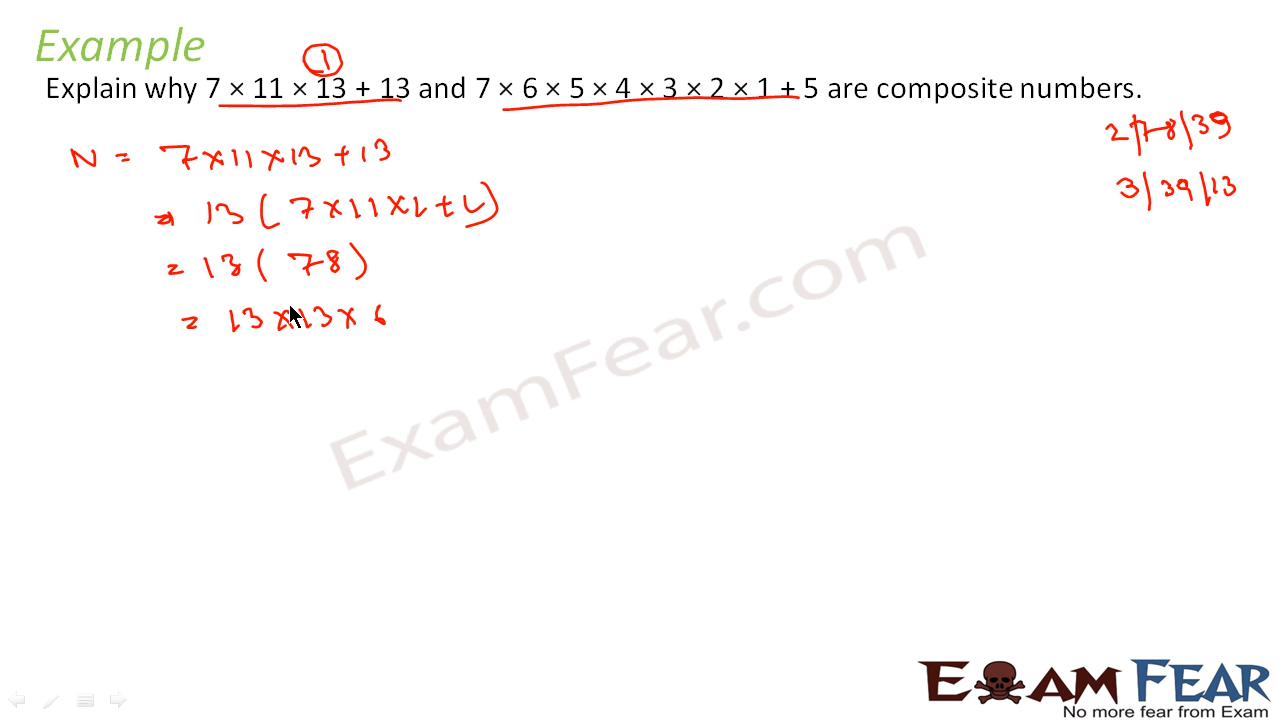 Example
1
Explain why 7 × 11 × 13 + 13 and 7 × 6 × 5 × 4 × 3 × 2 × 1 + 5 are composite numbers.
2/78/39
N = 7×11×13+13
3/39/13
= 13(7×11×1+1)
= 13(78)
= 13×13×6
ExamFear.com
EXAM FEAR
No more fear from Exam